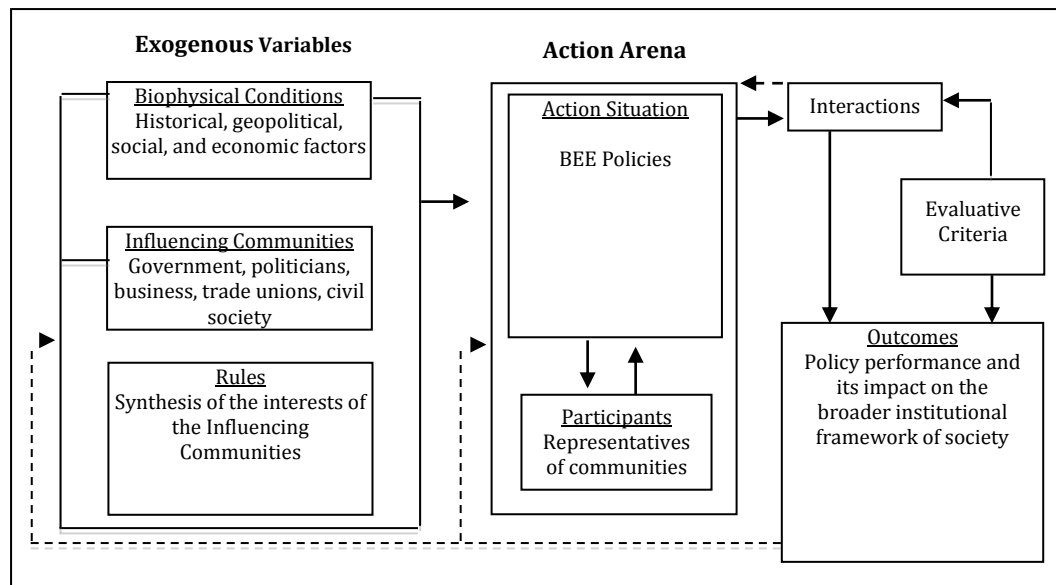 Exogenous Variables
Biophysical Conditions
Historical, geopolitical,
social, and economic factors
Influencing Communities
Government, politicians,
business, trade unions, civil
society
Rules
Synthesis of the interests of
the Influencing
Communities
Action Arena
Action Situation
BEE Policies
Participants
Representatives
of communities
Interactions
Evaluative
Criteria
Outcomes
Policy performance and
its impact on the
broader institutional
framework of society